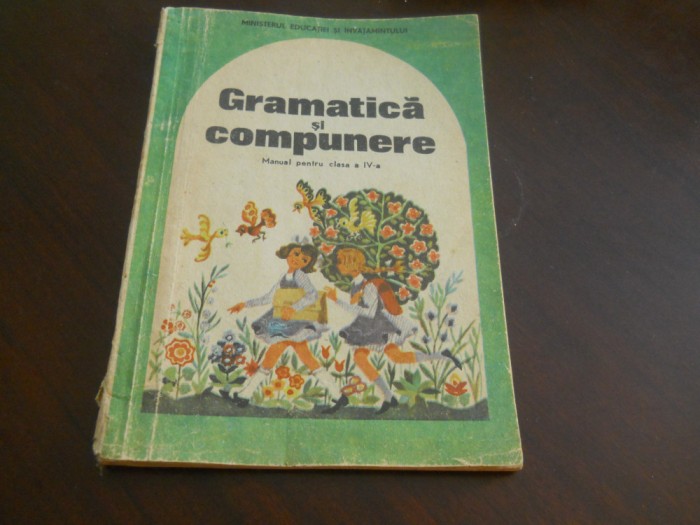 MINISTERUL EDUCAȚIEI ȘI ÎNVĂȚĂMÎNTULUI
Gramatică
și
compunere
Manual pentru clasa a IV-a